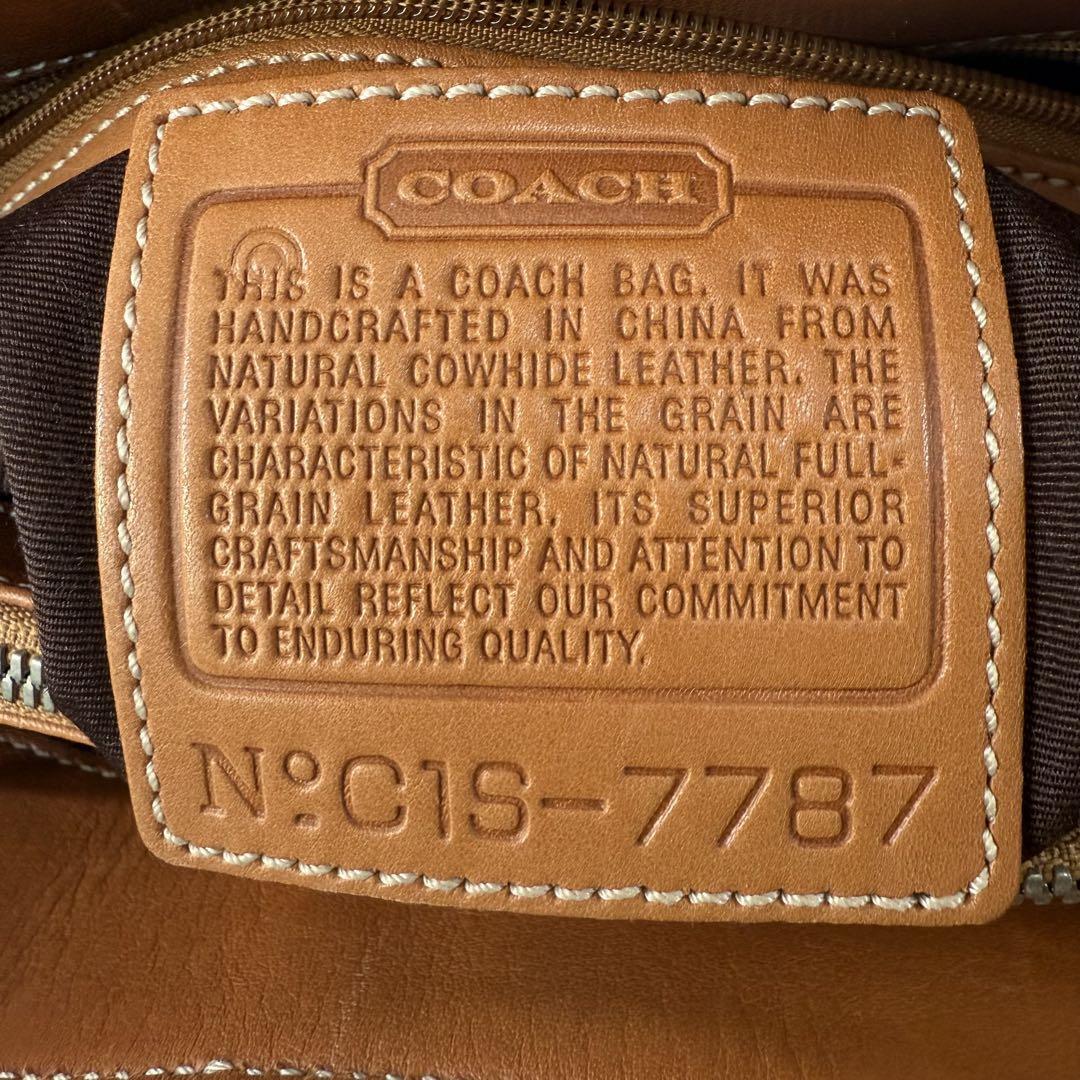 COACH
THIS IS A COACH BAG. IT WAS
HANDCRAFTED IN CHINA FROM
NATURAL COWHIDE LEATHER. THE
VARIATIONS IN THE GRAIN ARE
CHARACTERISTIC OF NATURAL FULL-
GRAIN LEATHER. ITS SUPERIOR
CRAFTSMANSHIP AND ATTENTION TO
DETAIL REFLECT OUR COMMITMENT
TO ENDURING QUALITY.
Nº.C1S-7787